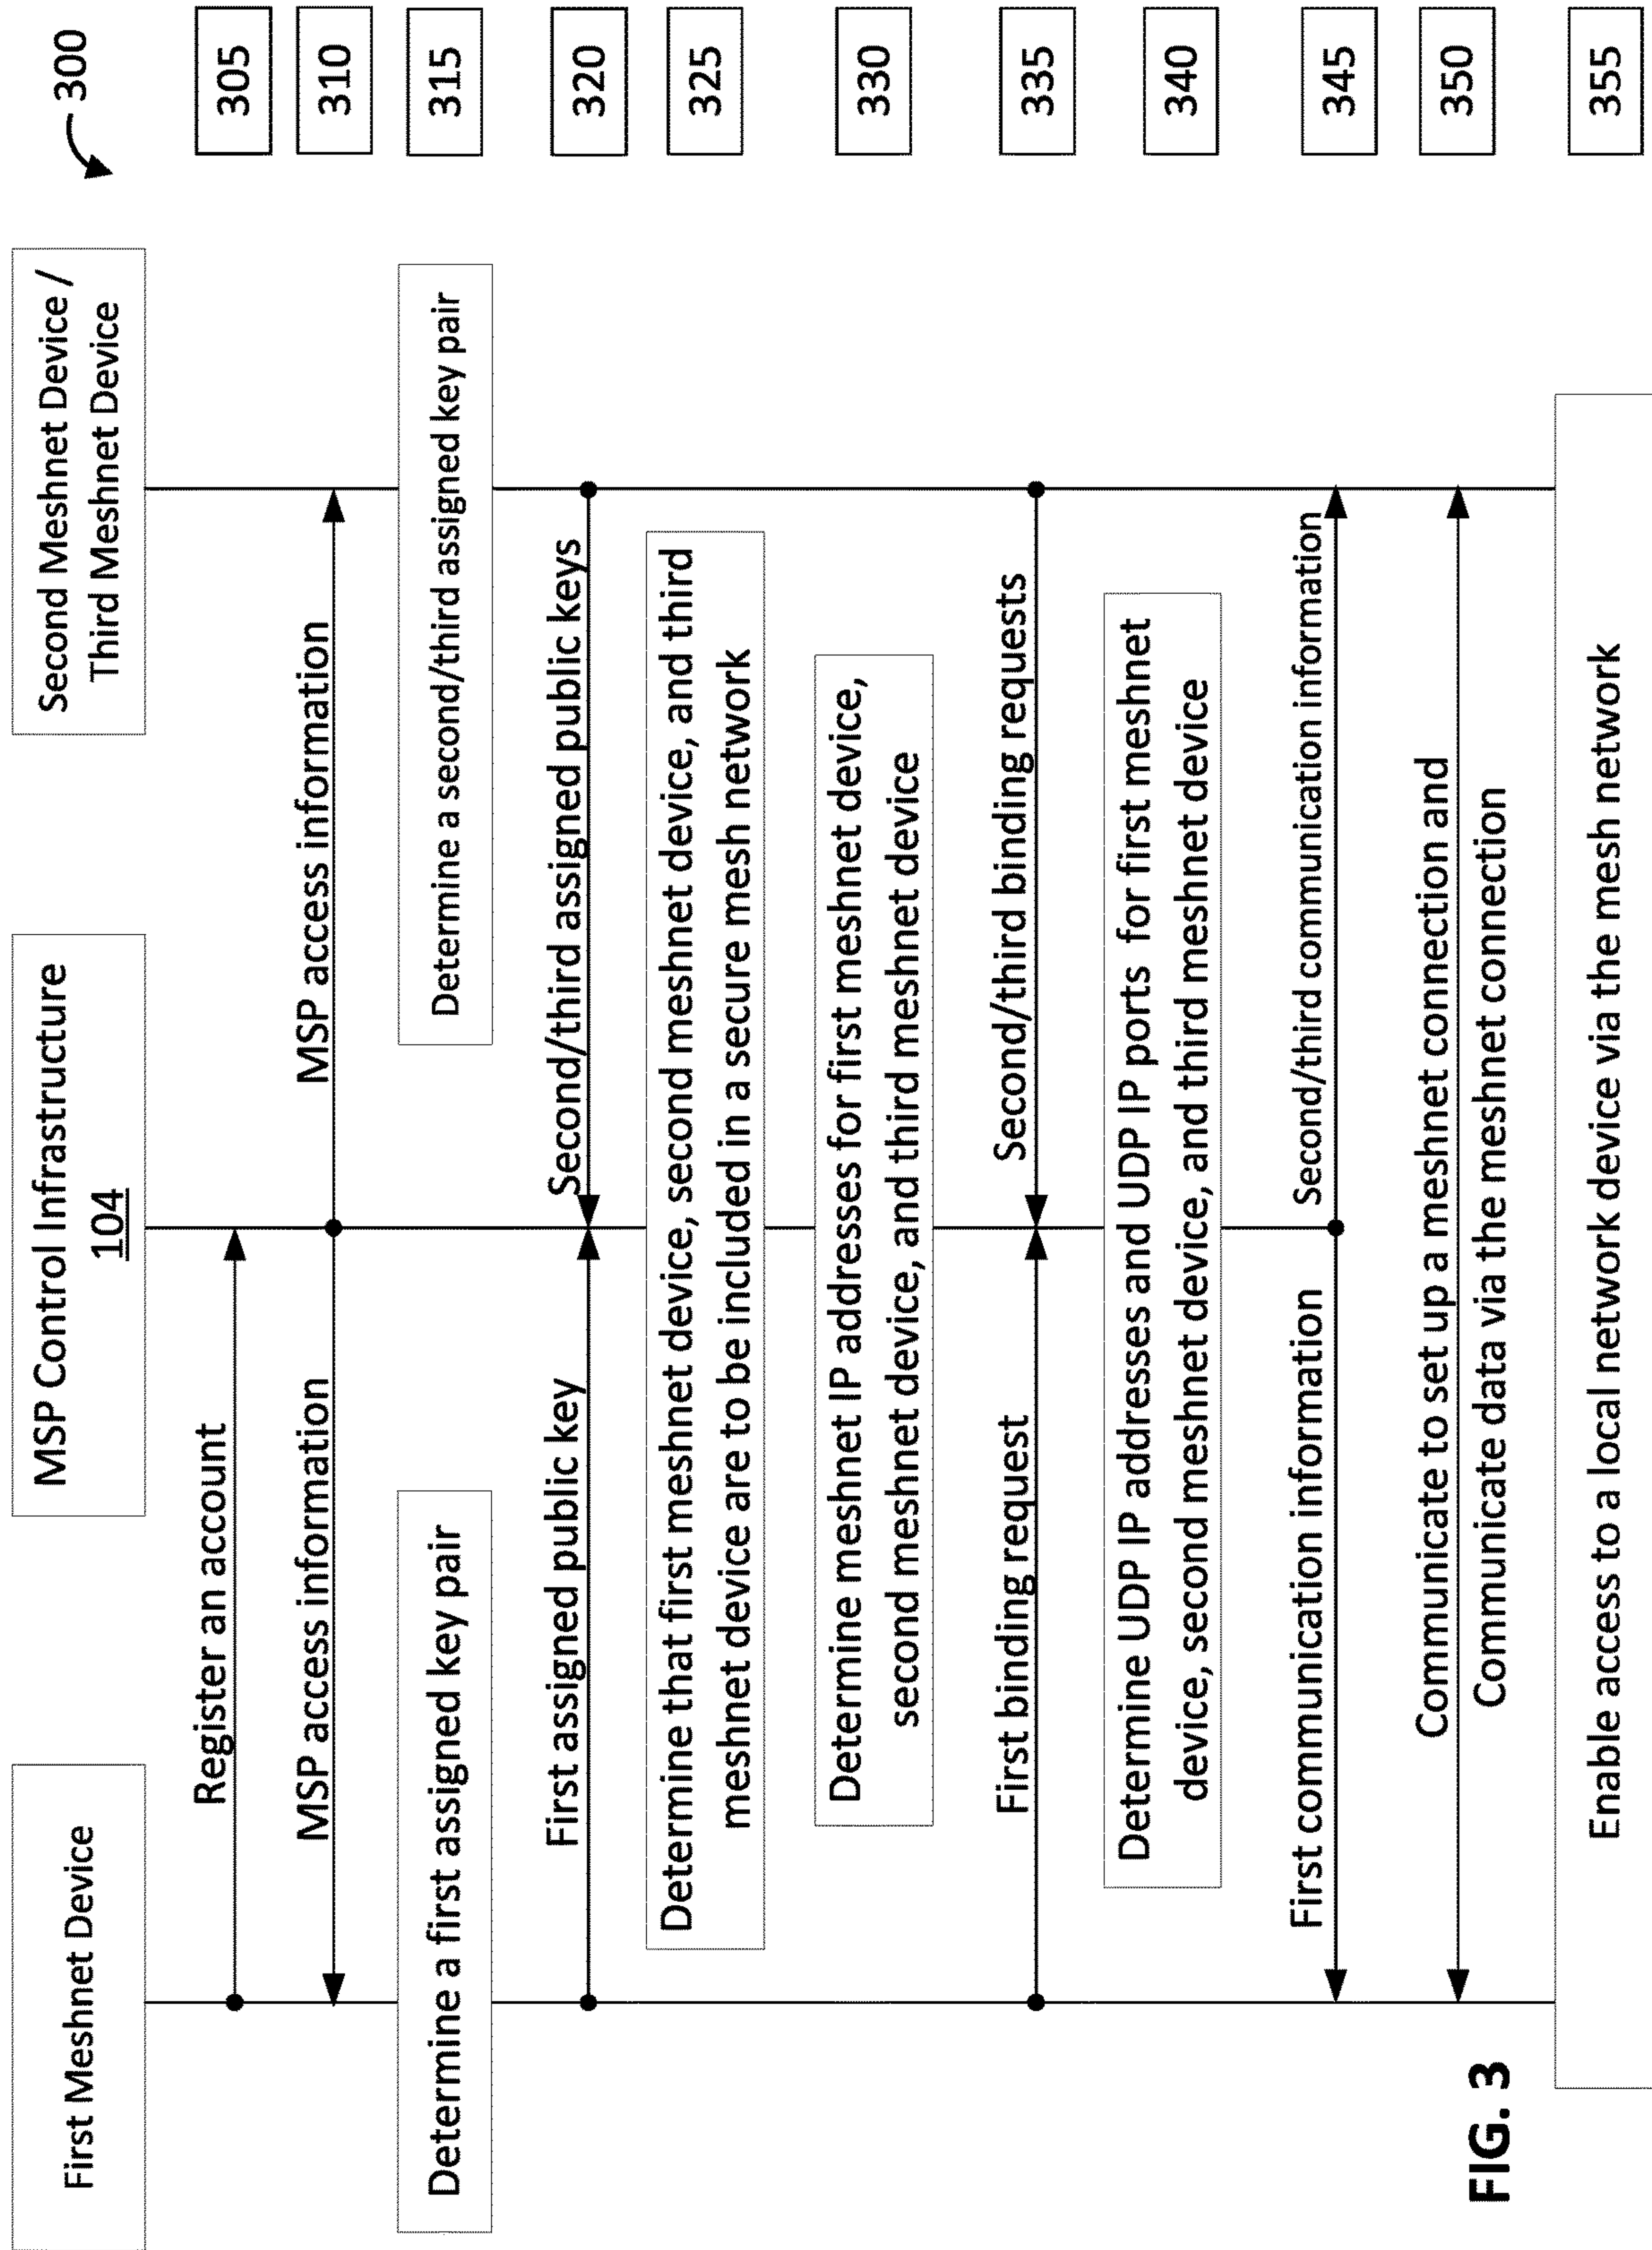 300
First Meshnet Device
MSP Control Infrastructure
104
Second Meshnet Device /
Third Meshnet Device
Register an account
305
MSP access information
MSP access information
310
Determine a first assigned key pair
Determine a second/third assigned key pair
315
First assigned public key
Second/third assigned public keys
320
Determine that first meshnet device, second meshnet device, and third
meshnet device are to be included in a secure mesh network
325
Determine meshnet IP addresses for first meshnet device,
second meshnet device, and third meshnet device
330
First binding request
Second/third binding requests
335
Determine UDP IP addresses and UDP IP ports for first meshnet
device, second meshnet device, and third meshnet device
340
First communication information
Second/third communication information
345
Communicate to set up a meshnet connection and
Communicate data via the meshnet connection
350
Enable access to a local network device via the mesh network
355
FIG. 3